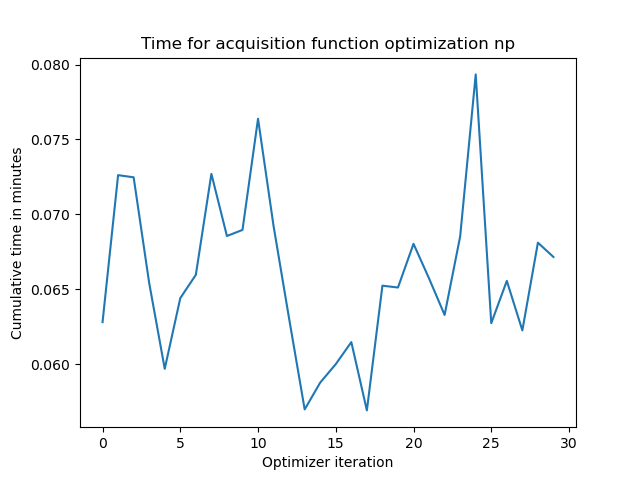 Time for acquisition function optimization np
Cumulative time in minutes
0.080
0.075
0.070
0.065
0.060
0 5 10 15 20 25 30
Optimizer iteration